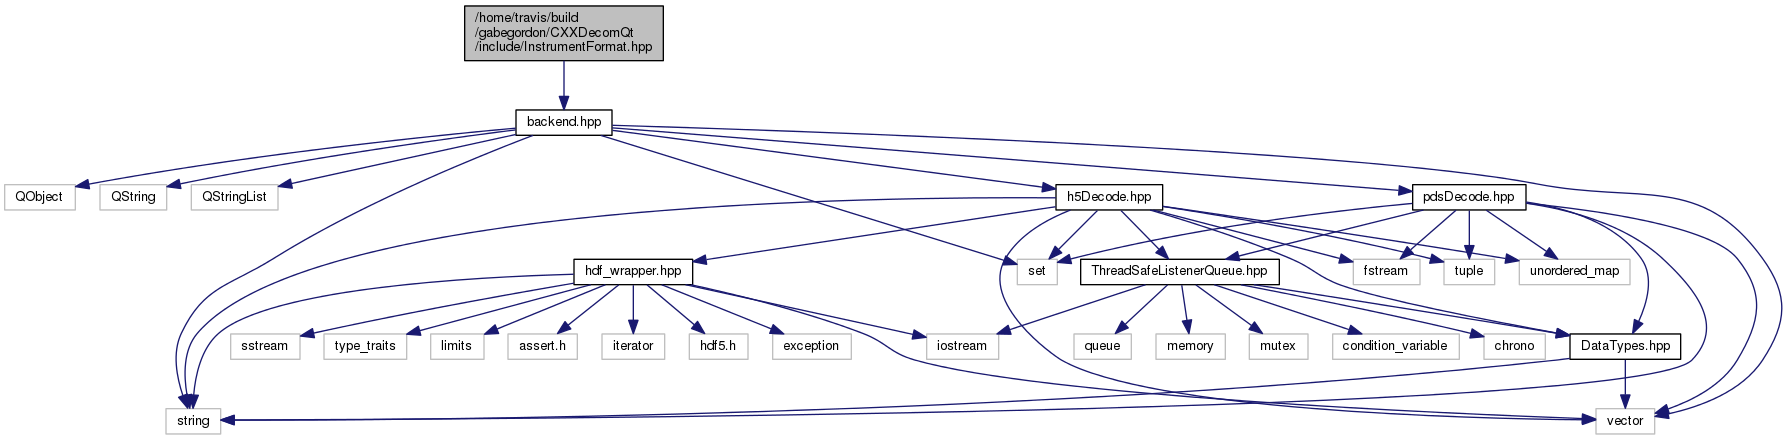 /home/travis/build
/gabegordon/CXXDecomQt
/include/InstrumentFormat.hpp
backend.hpp
QObject
QString
QStringList
h5Decode.hpp
pdsDecode.hpp
hdf_wrapper.hpp
set
ThreadSafeListenerQueue.hpp
fstream
tuple
unordered_map
sstream
type_traits
limits
assert.h
iterator
hdf5.h
exception
iostream
queue
memory
mutex
condition_variable
chrono
DataTypes.hpp
string
vector